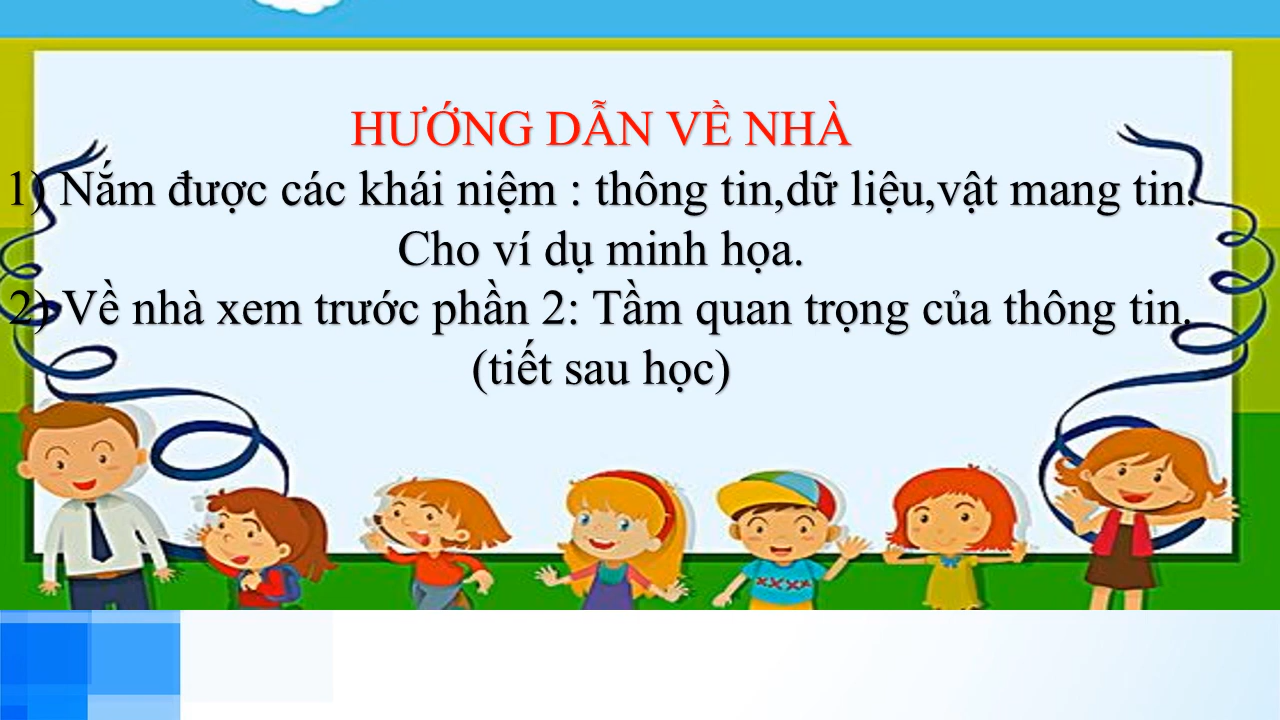 HƯỚNG DẪN VỀ NHÀ
1) Nắm được các khái niệm : thông tin,dữ liệu,vật mang tin.
Cho ví dụ minh họa.
2) Về nhà xem trước phần 2: Tầm quan trọng của thông tin.
(tiết sau học)